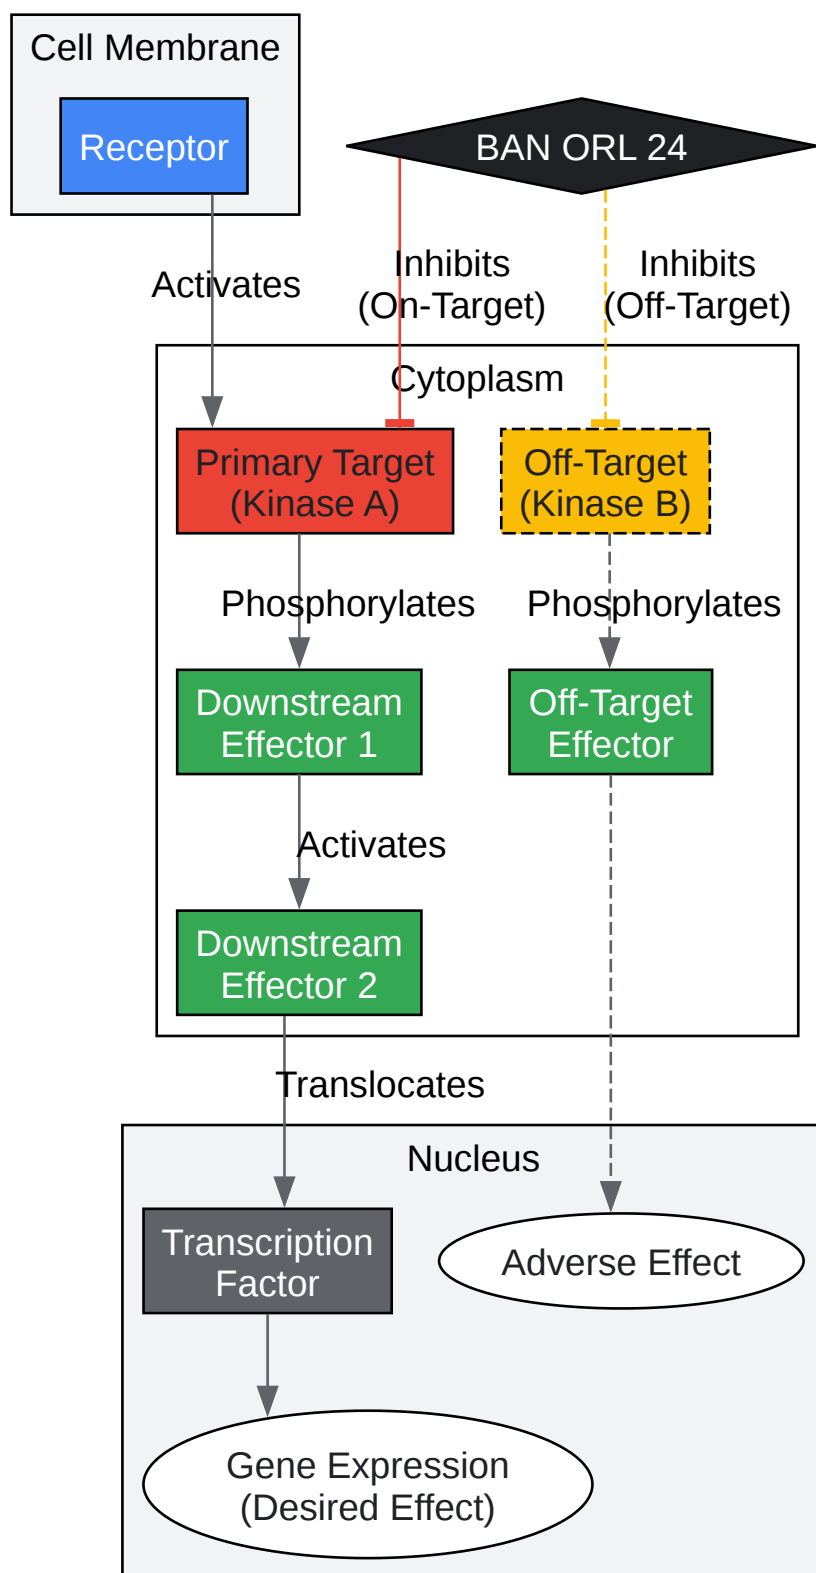 Cell Membrane
Receptor
BAN ORL 24
Activates
Inhibits
(On-Target)
Inhibits
(Off-Target)
Cytoplasm
Primary Target
(Kinase A)
Off-Target
(Kinase B)
Phosphorylates
Phosphorylates
Downstream
Effector 1
Off-Target
Effector
Activates
Downstream
Effector 2
Translocates
Nucleus
Transcription
Factor
Adverse Effect
Gene Expression
(Desired Effect)